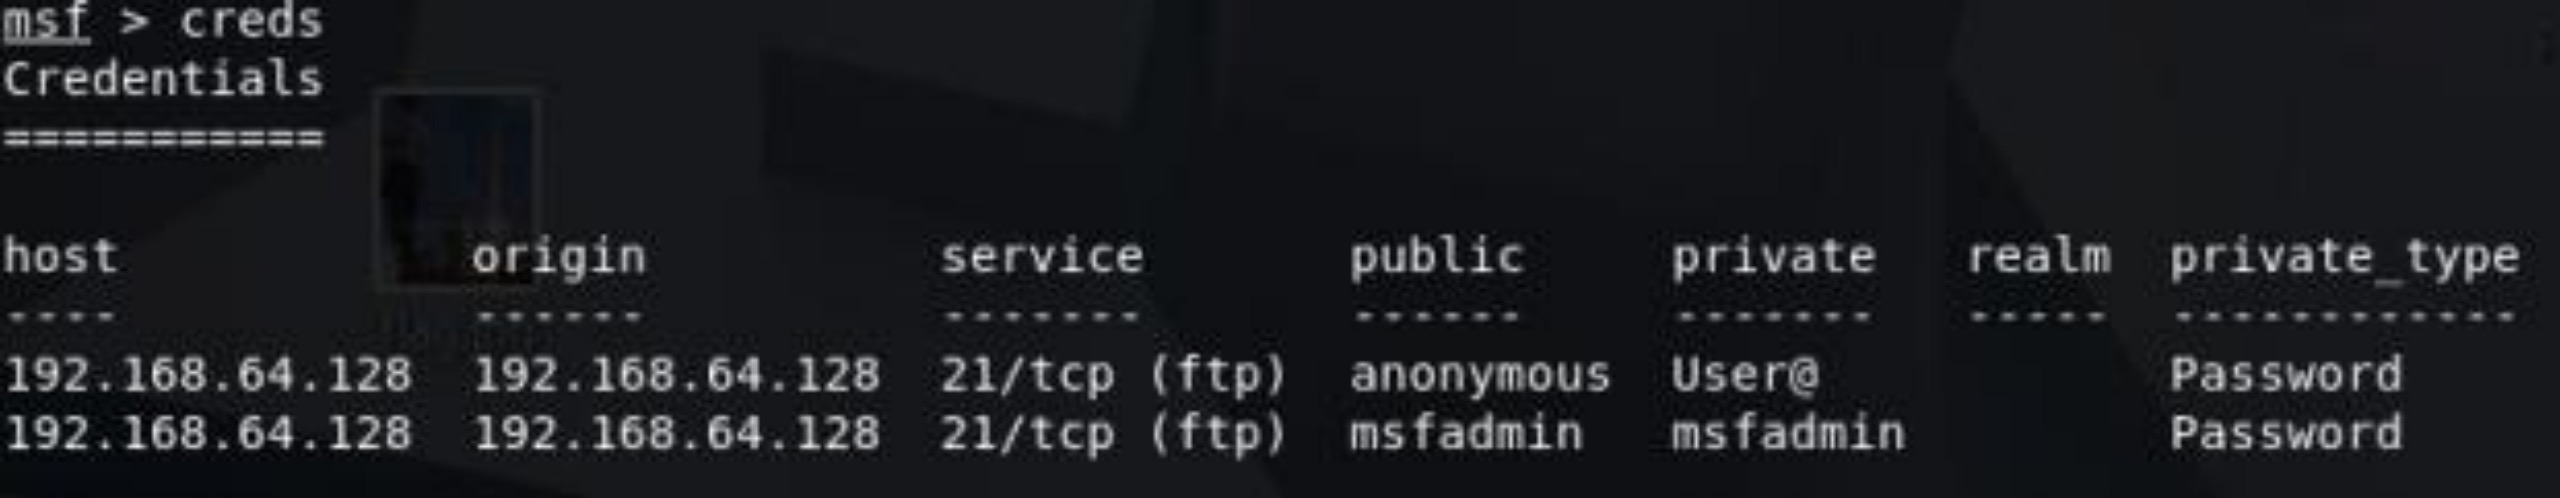 msf > creds
Credentials
===========
host origin service public private realm private_type
---- ------ ------- ------ ------- ----- ------------
192.168.64.128 192.168.64.128 21/tcp (ftp) anonymous User@ Password
192.168.64.128 192.168.64.128 21/tcp (ftp) msfadmin msfadmin Password